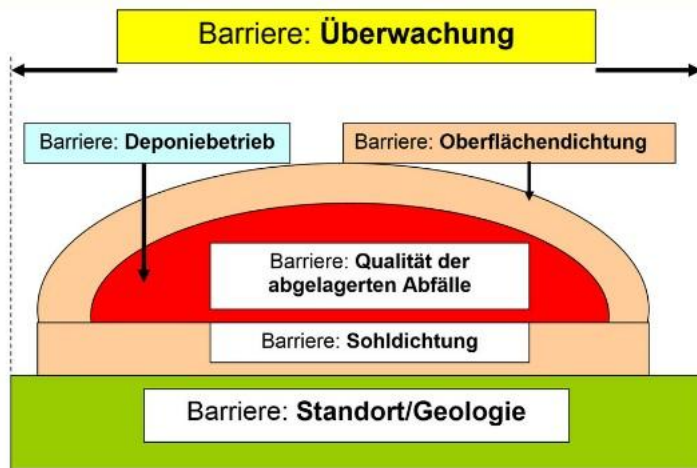 Barriere: Überwachung
Barriere: Deponiebetrieb
Barriere: Oberflächendichtung
Barriere: Qualität der
abgelagerten Abfälle
Barriere: Sohldichtung
Barriere: Standort/Geologie